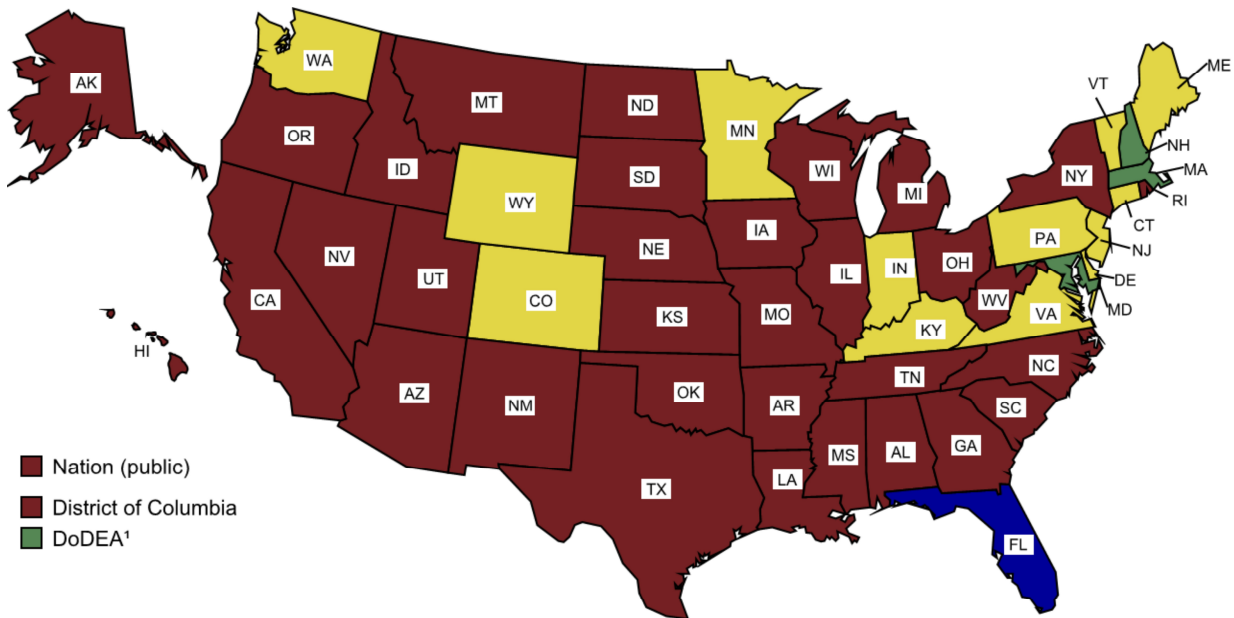 AK
WA
MT
ND
MN
VT
ME
OR
ID
SD
WI
MI
NY
NH
MA
RI
CT
WY
NE
IA
PA
NJ
NV
UT
CO
IL
IN
OH
DE
CA
KS
MO
WV
VA
MD
HI
KY
AZ
NM
OK
AR
TN
NC
SC
TX
LA
MS
AL
GA
FL
Nation (public)
District of Columbia
DoDEA¹